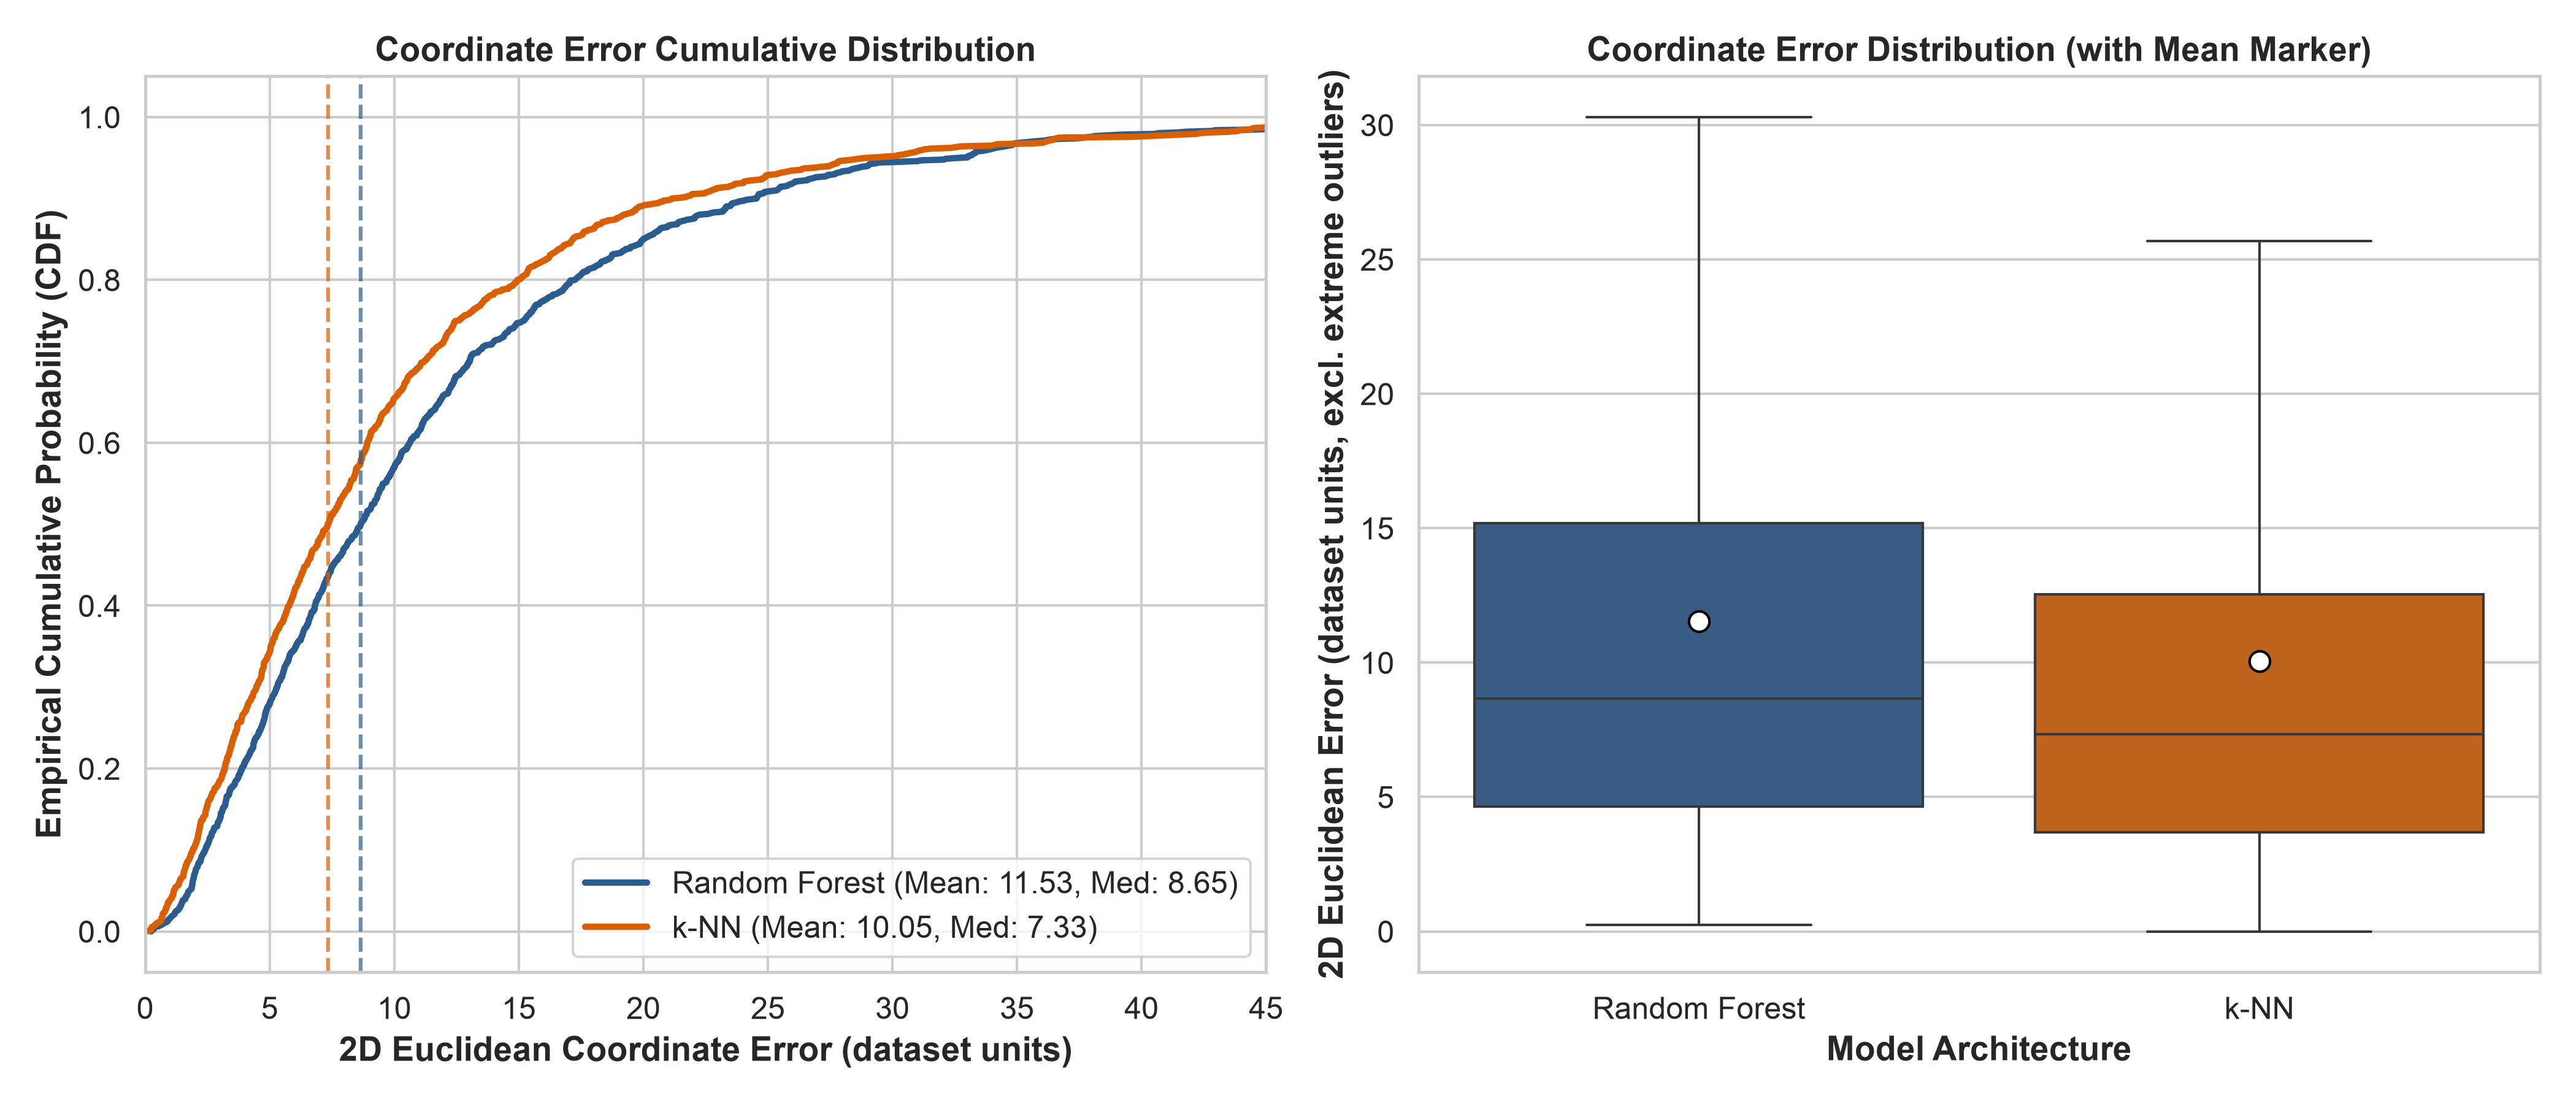 Coordinate Error Cumulative Distribution
Empirical Cumulative Probability (CDF)
1.0
0.8
0.6
0.4
0.2
0.0
Random Forest (Mean: 11.53, Med: 8.65)
k-NN (Mean: 10.05, Med: 7.33)
0 5 10 15 20 25 30 35 40 45
2D Euclidean Coordinate Error (dataset units)
Coordinate Error Distribution (with Mean Marker)
2D Euclidean Error (dataset units, excl. extreme outliers)
30
25
20
15
10
5
0
Random Forest k-NN
Model Architecture